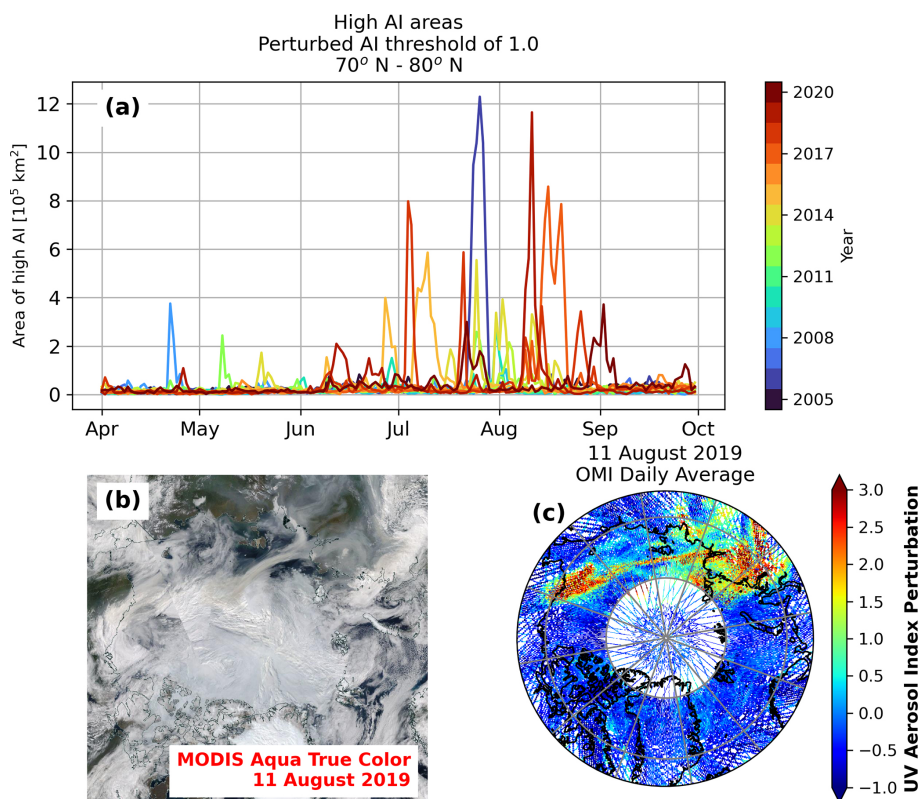 High AI areas
Perturbed AI threshold of 1.0
70° N - 80° N
(a)
Area of high AI [10⁵ km²]
12
10
8
6
4
2
0
Apr May Jun Jul Aug Sep Oct
2020
2017
2014
2011
2008
2005
Year
(b)
MODIS Aqua True Color
11 August 2019
11 August 2019
OMI Daily Average
(c)
3.0
2.5
2.0
1.5
1.0
0.5
0.0
−0.5
−1.0
UV Aerosol Index Perturbation